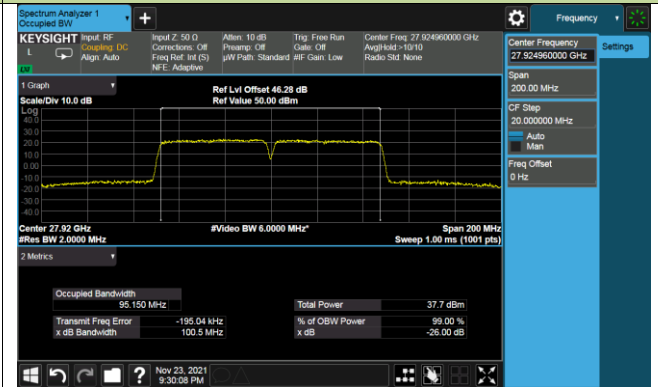 Spectrum Analyzer 1
Occupied BW
Frequency
KEYSIGHT
L
Input: RF
Coupling: DC
Align: Auto
Input Z: 50 Ω
Corrections: Off
Freq Ref: Int (S)
NFE: Adaptive
Atten: 10 dB
Preamp: Off
µW Path: Standard
Trig: Free Run
Gate: Off
#IF Gain: Low
Center Freq: 27.924960000 GHz
Avg|Hold:>10/10
Radio Std: None
Center Frequency
27.924960000 GHz
Settings
Span
200.00 MHz
CF Step
20.000000 MHz
Auto
Man
Freq Offset
0 Hz
1 Graph
Scale/Div 10.0 dB
Ref Lvl Offset 46.28 dB
Ref Value 50.00 dBm
Log
40.0
30.0
20.0
10.0
0.00
-10.0
-20.0
-30.0
-40.0
Center 27.92 GHz
#Video BW 6.0000 MHz*
Span 200 MHz
#Res BW 2.0000 MHz
Sweep 1.00 ms (1001 pts)
2 Metrics
Occupied Bandwidth
95.150 MHz
Total Power
37.7 dBm
Transmit Freq Error
-195.04 kHz
% of OBW Power
99.00 %
x dB Bandwidth
100.5 MHz
x dB
-26.00 dB
Nov 23, 2021
9:30:08 PM